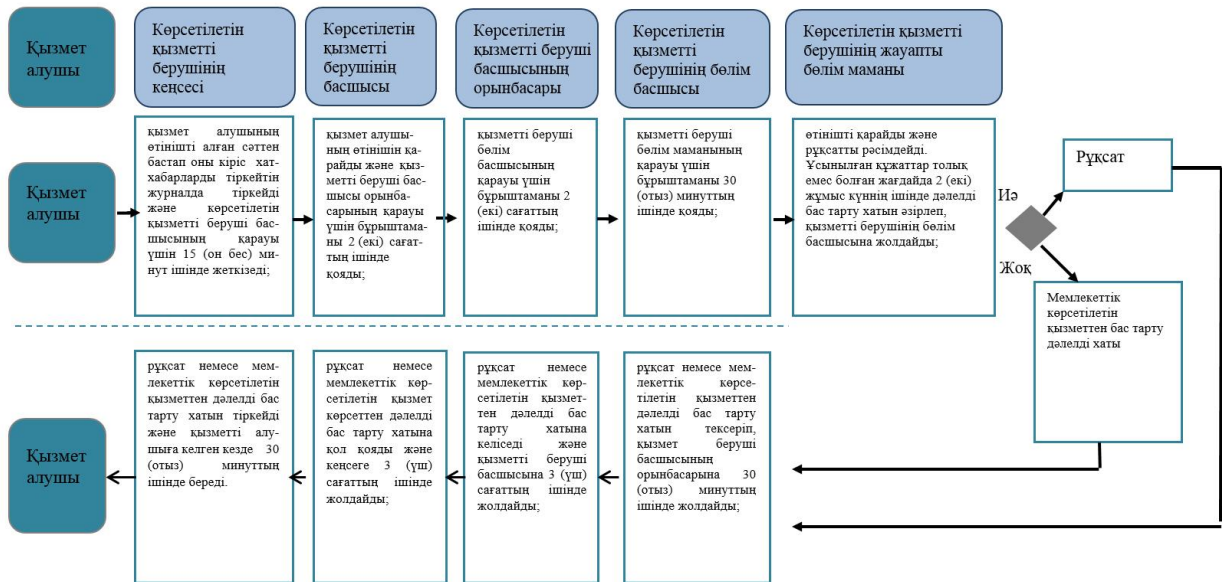 Қызмет
алушы
Көрсетілетін
қызметті
берушінің
кеңсесі
Көрсетілетін
қызметті
берушінің
басшысы
Көрсетілетін
қызметті беруші
басшысының
орынбасары
Көрсетілетін
қызметті
берушінің бөлім
басшысы
Көрсетілетін қызметті
берушінің жауапты
бөлім маманы
Қызмет
алушы
қызмет алушының
өтінішті алған сәттен
бастап оны кіріс хат-
хабарларды тіркейтін
журналда тіркейді
және көрсетілетін
қызметті беруші бас-
шысының қарауы
үшін 15 (он бес) ми-
нут ішінде жеткізеді;
қызмет алушы-
ның өтінішін қа-
райды және қыз-
метті беруші бас-
шысы орынба-
сарының қарауы
үшін бұрыштама-
ны 2 (екі) сағат-
тың ішінде
қояды;
қызметті беруші
бөлім
басшысының
қарауы үшін
бұрыштаманы 2
(екі) сағаттың
ішінде қояды;
қызметті беруші
бөлім маманының
қарауы үшін
бұрыштаманы 30
(отыз) минуттың
ішінде қояды;
өтінішті қарайды және
рұқсатты рәсімдейді.
Ұсынылған құжаттар толық
емес болған жағдайда 2 (екі)
жұмыс күннің ішінде дәлелді
бас тарту хатын әзірлеп,
қызметті берушінің бөлім
басшысына жолдайды;
Иә
Жоқ
Рұқсат
Мемлекеттік
көрсетілетін
қызметтен бас тарту
дәлелді хаты
Қызмет
алушы
рұқсат немесе мем-
лекеттік көрсетілетін
қызметтен дәлелді бас
тарту хатын тіркейді
және қызметті алу-
шыға келген кезде 30
(отыз) минуттың
ішінде береді.
рұқсат немесе
мемлекеттік көр-
сетілетін қызмет
көрсеттен дәлелді
бас тарту хатына
қол қояды және
кеңсеге 3 (үш)
сағаттың ішінде
жолдайды;
рұқсат немесе
мемлекеттік көр-
сетілетін қызмет-
тен дәлелді бас
тарту хатына
келіседі және
қызметті беруші
басшысына 3 (үш)
сағаттың ішінде
жолдайды;
рұқсат немесе
мемлекеттік көрсе-
тілетін қызметтен
дәлелді бас тарту
хатын тексеріп,
қызмет беруші
басшысының
орынбасарына 30
(отыз) минуттың
ішінде жолдайды;